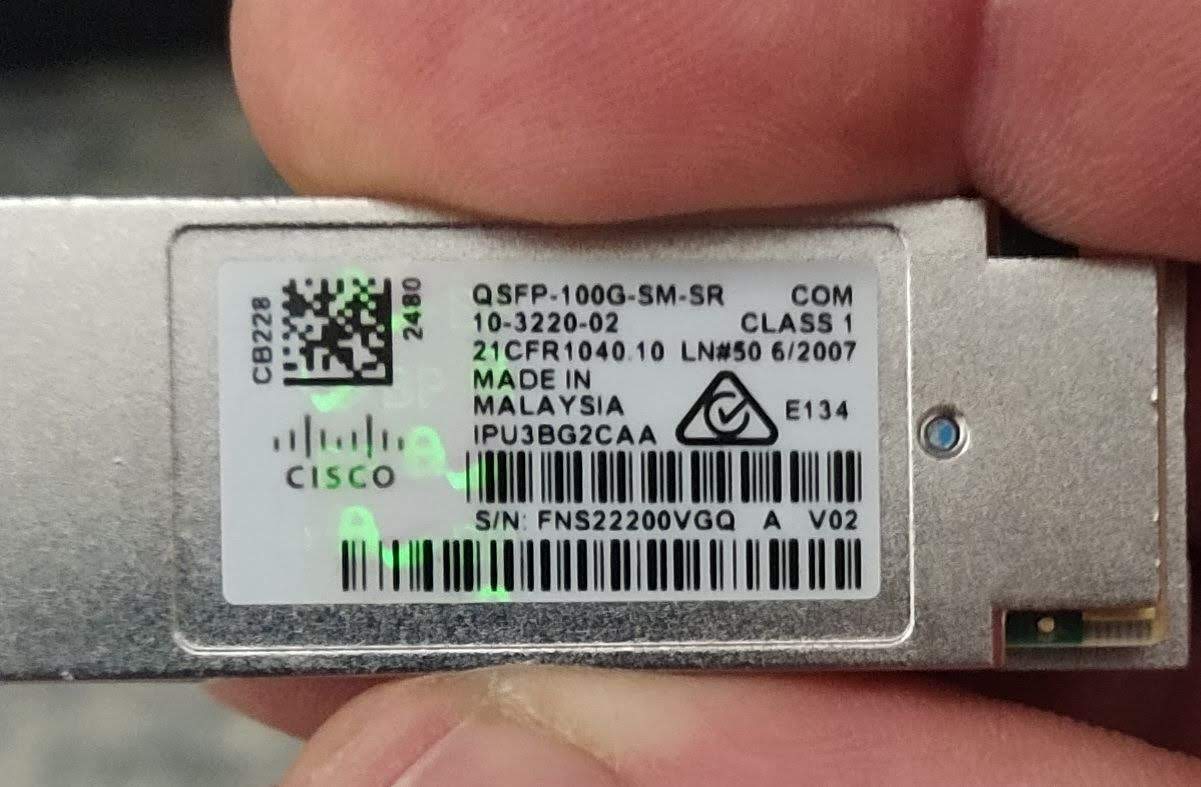 CB228
2480
CISCO
QSFP-100G-SM-SR COM
10-3220-02 CLASS 1
21CFR1040.10 LN#50 6/2007
MADE IN
MALAYSIA
E134
IPU3BG2CAA
S/N: FNS22200VGQ A V02